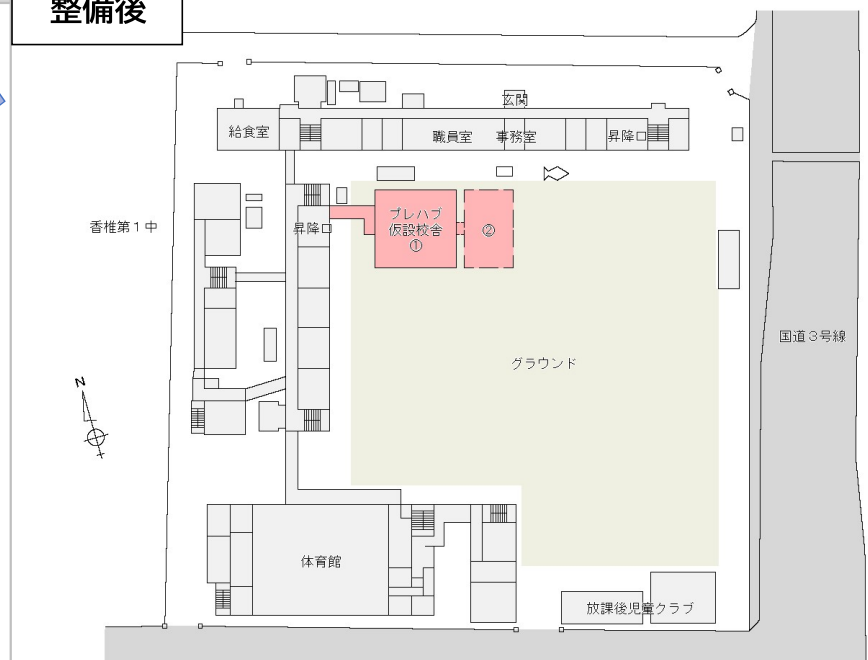 整備後
玄関
給食室
職員室
事務室
昇降口
プレハブ
仮設校舎
①
②
昇降口
香椎第1中
国道3号線
グラウンド
N
体育館
放課後児童クラブ